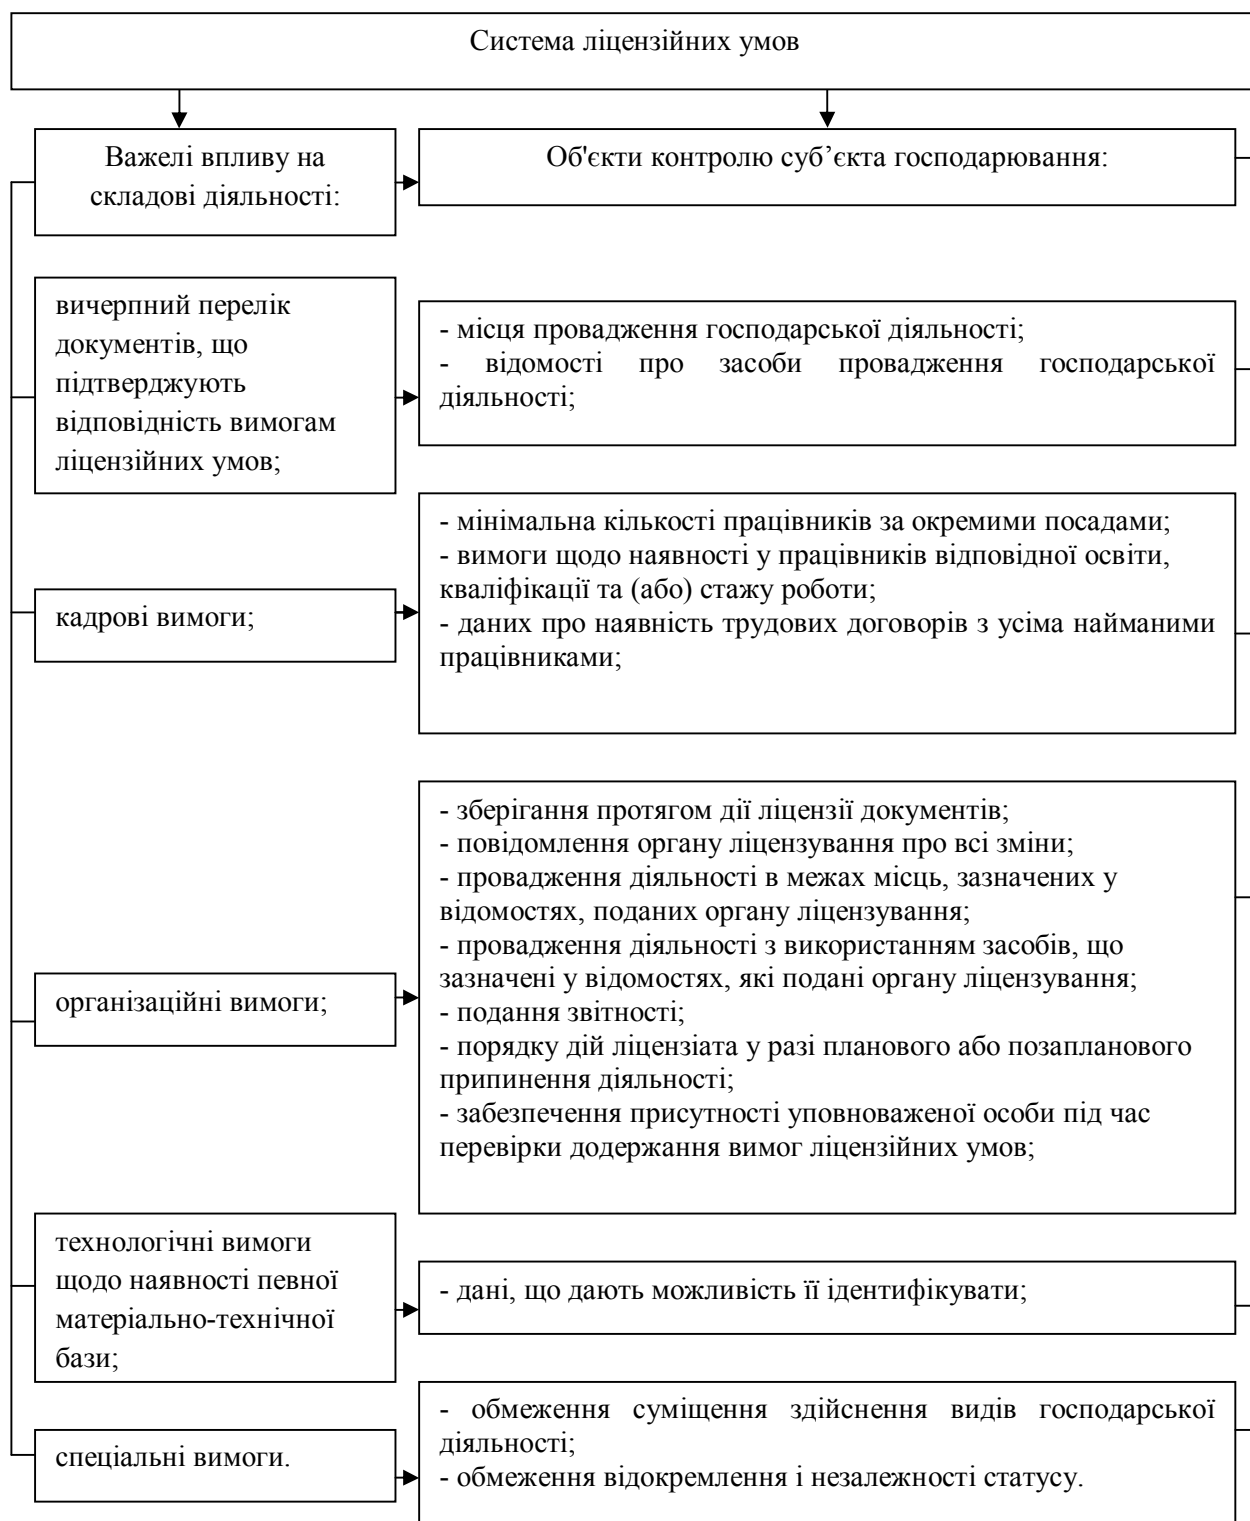 Система ліцензійних умов
Важелі впливу на
складові діяльності:
Об'єкти контролю суб’єкта господарювання:
вичерпний перелік
документів, що
підтверджують
відповідність вимогам
ліцензійних умов;
- місця провадження господарської діяльності;
- відомості про засоби провадження господарської
діяльності;
кадрові вимоги;
- мінімальна кількості працівників за окремими посадами;
- вимоги щодо наявності у працівників відповідної освіти,
кваліфікації та (або) стажу роботи;
- даних про наявність трудових договорів з усіма найманими
працівниками;
організаційні вимоги;
- зберігання протягом дії ліцензії документів;
- повідомлення органу ліцензування про всі зміни;
- провадження діяльності в межах місць, зазначених у
відомостях, поданих органу ліцензування;
- провадження діяльності з використанням засобів, що
зазначені у відомостях, які подані органу ліцензування;
- подання звітності;
- порядку дій ліцензіата у разі планового або позапланового
припинення діяльності;
- забезпечення присутності уповноваженої особи під час
перевірки додержання вимог ліцензійних умов;
технологічні вимоги
щодо наявності певної
матеріально-технічної
бази;
- дані, що дають можливість її ідентифікувати;
спеціальні вимоги.
- обмеження суміщення здійснення видів господарської
діяльності;
- обмеження відокремлення і незалежності статусу.